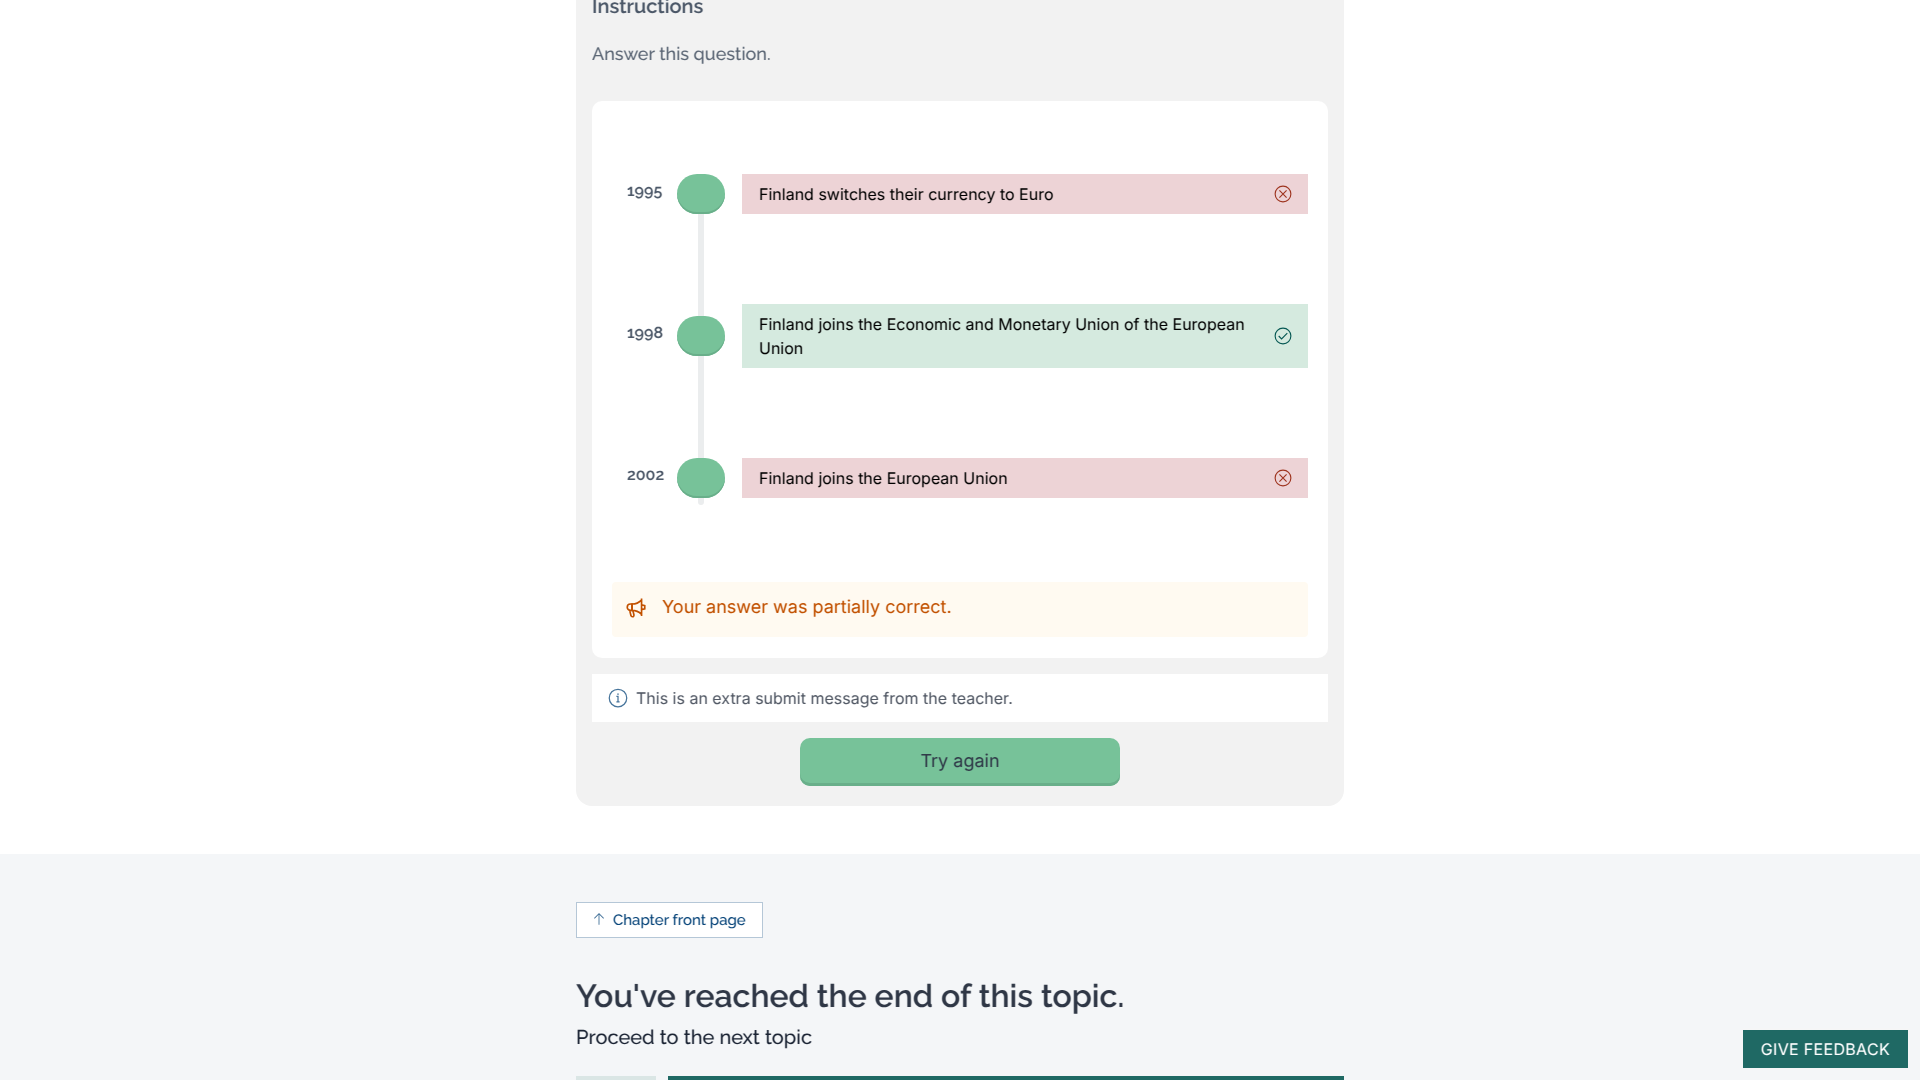 Instructions
Answer this question.
1995
Finland switches their currency to Euro
1998
Finland joins the Economic and Monetary Union of the European
Union
2002
Finland joins the European Union
Your answer was partially correct.
This is an extra submit message from the teacher.
Try again
Chapter front page
You've reached the end of this topic.
Proceed to the next topic
GIVE FEEDBACK